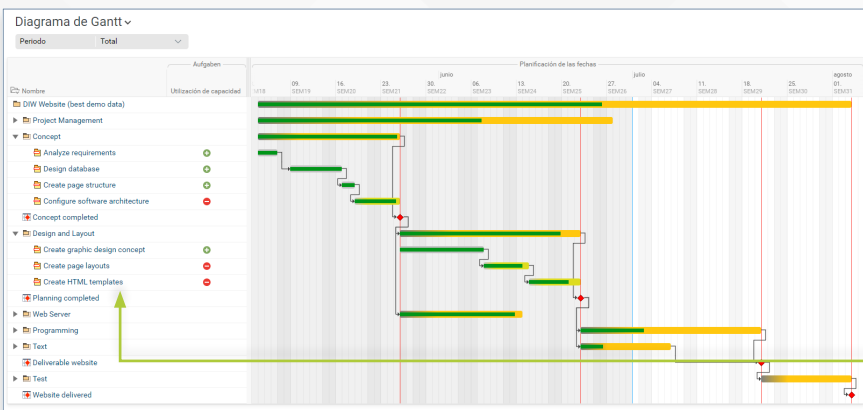 Diagrama de Gantt
Periodo Total
Aufgaben Planificación de las fechas
junio julio agosto
09. 16. 23. 30. 06. 13. 20. 27. 04. 11. 18. 25. 01.
Nombre Utilización de capacidad SEM19 SEM20 SEM21 SEM22 SEM23 SEM24 SEM25 SEM26 SEM27 SEM28 SEM29 SEM30 SEM31
DIW Website (best demo data)
Project Management
Concept
Analyze requirements
Design database
Create page structure
Configure software architecture
Concept completed
Design and Layout
Create graphic design concept
Create page layouts
Create HTML templates
Planning completed
Web Server
Programming
Text
Deliverable website
Test
Website delivered